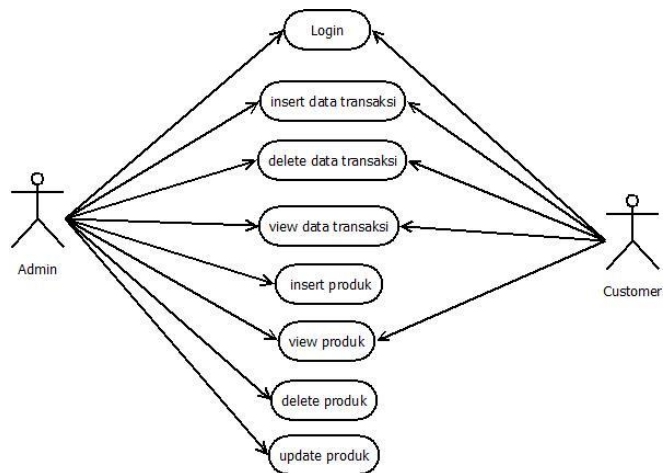 Login
insert data transaksi
delete data transaksi
view data transaksi
Admin
insert produk
Customer
view produk
delete produk
update produk